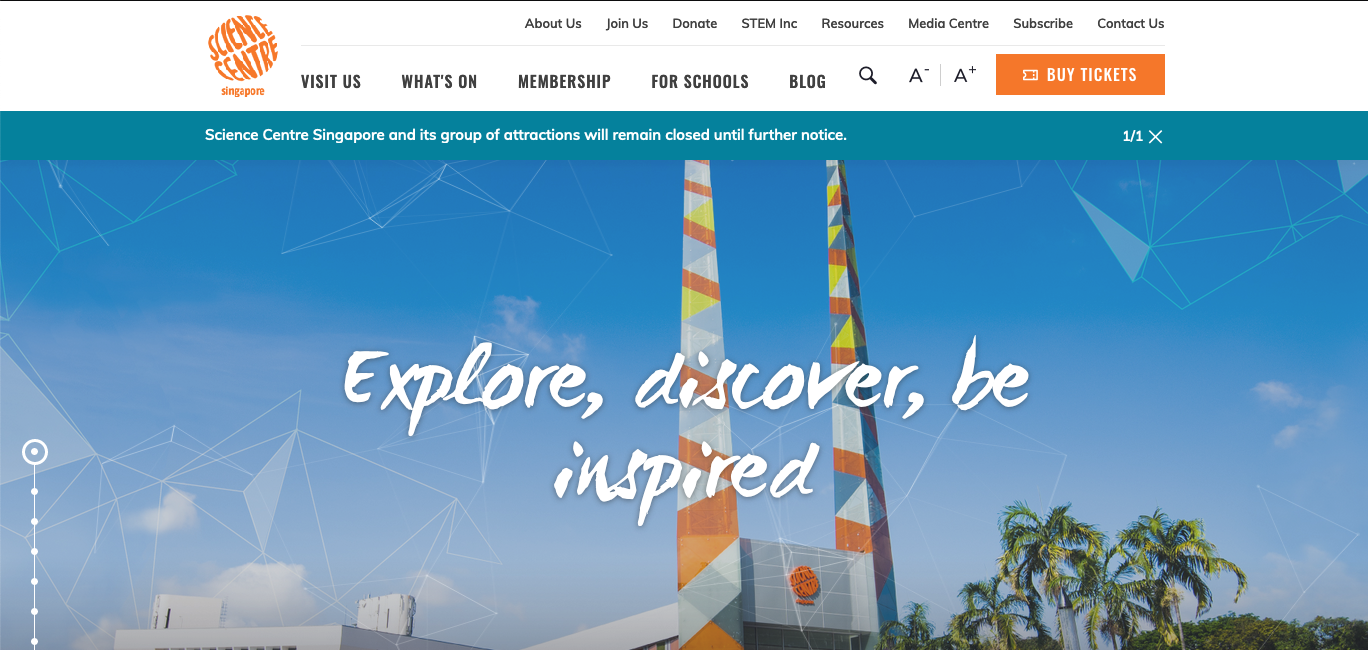 SCIENCE
CENTRE
singapore
About Us Join Us Donate STEM Inc Resources Media Centre Subscribe Contact Us
VISIT US WHAT'S ON MEMBERSHIP FOR SCHOOLS BLOG A- A+ BUY TICKETS
Science Centre Singapore and its group of attractions will remain closed until further notice. 1/1
Explore, discover, be
inspired
SCIENCE
CENTRE